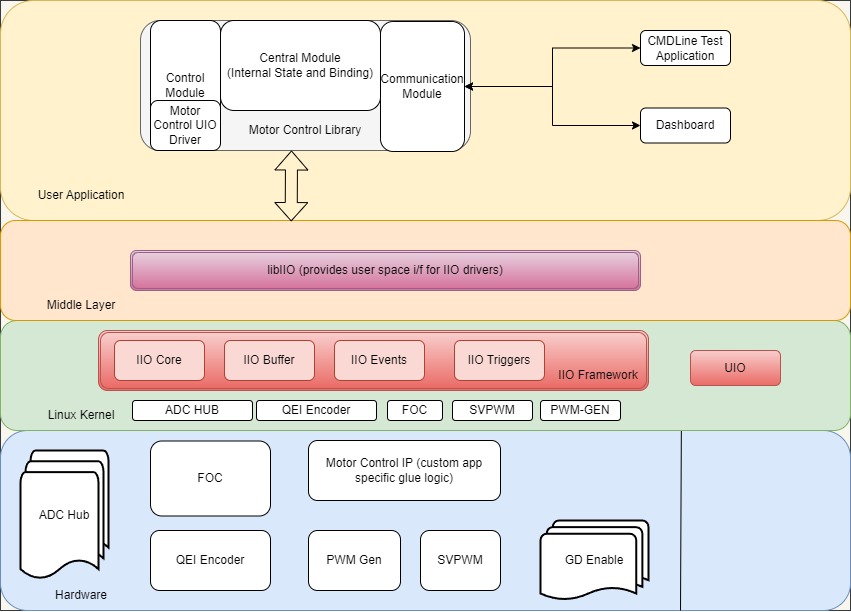 Control
Module
Motor
Control UIO
Driver
Central Module
(Internal State and Binding)
Motor Control Library
Communication
Module
CMDLine Test
Application
Dashboard
User Application
libIIO (provides user space i/f for IIO drivers)
Middle Layer
IIO Core
IIO Buffer
IIO Events
IIO Triggers
IIO Framework
UIO
Linux Kernel
ADC HUB
QEI Encoder
FOC
SVPWM
PWM-GEN
ADC Hub
FOC
Motor Control IP (custom app
specific glue logic)
QEI Encoder
PWM Gen
SVPWM
GD Enable
Hardware